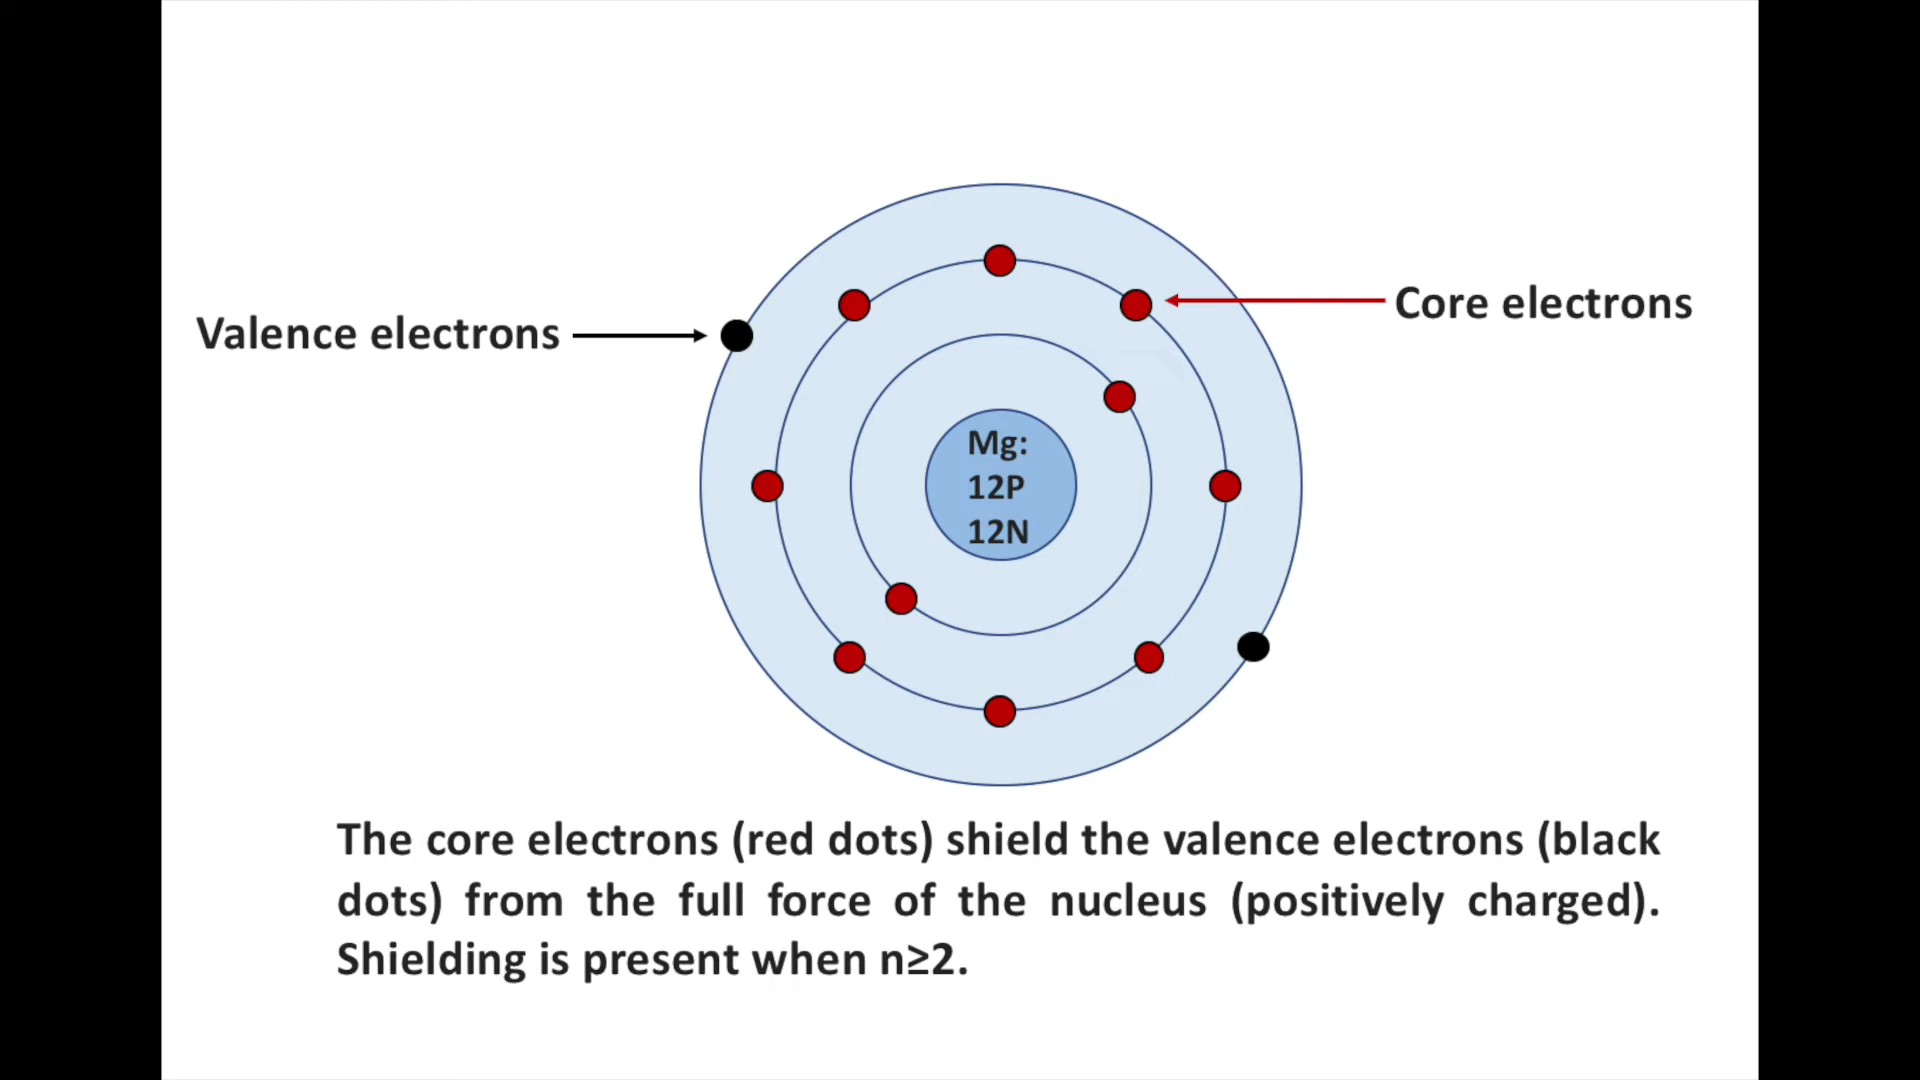 Valence electrons
Core electrons
Mg:
12P
12N
The core electrons (red dots) shield the valence electrons (black
dots) from the full force of the nucleus (positively charged).
Shielding is present when n≥2.